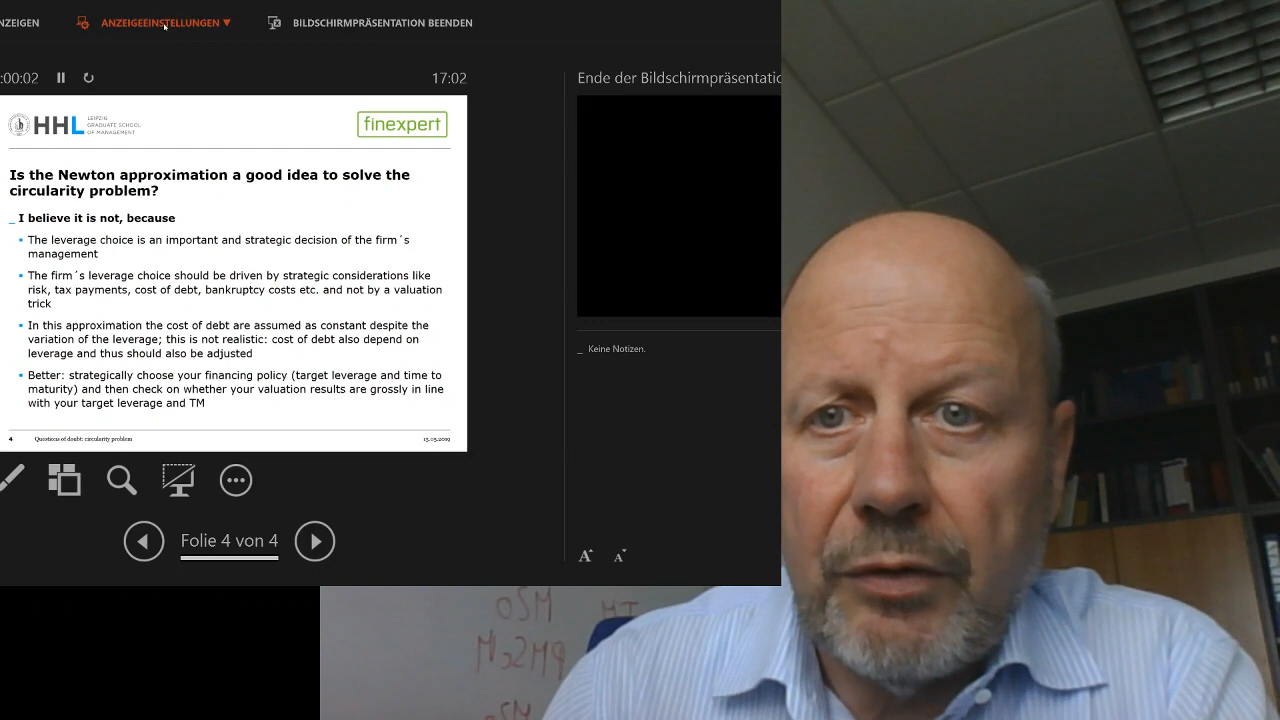 NZEIGEN
ANZEIGEEINSTELLUNGEN ▼
BILDSCHIRMPRÄSENTATION BEENDEN
:00:02
17:02
Ende der Bildschirmpräsentatio
HHL
LEIPZIG
GRADUATE SCHOOL
OF MANAGEMENT
finexpert
Is the Newton approximation a good idea to solve the
circularity problem?
_ I believe it is not, because
▪ The leverage choice is an important and strategic decision of the firm´s
management
▪ The firm´s leverage choice should be driven by strategic considerations like
risk, tax payments, cost of debt, bankruptcy costs etc. and not by a valuation
trick
▪ In this approximation the cost of debt are assumed as constant despite the
variation of the leverage; this is not realistic: cost of debt also depend on
leverage and thus should also be adjusted
▪ Better: strategically choose your financing policy (target leverage and time to
maturity) and then check on whether your valuation results are grossly in line
with your target leverage and TM
4
Questions of doubt: circularity problem
13.05.2019
_ Keine Notizen.
Folie 4 von 4
A A
OSM